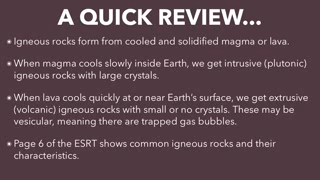 A QUICK REVIEW...
* Igneous rocks form from cooled and solidified magma or lava.
* When magma cools slowly inside Earth, we get intrusive (plutonic)
igneous rocks with large crystals.
* When lava cools quickly at or near Earth's surface, we get extrusive
(volcanic) igneous rocks with small or no crystals. These may be
vesicular, meaning there are trapped gas bubbles.
* Page 6 of the ESRT shows common igneous rocks and their
characteristics.